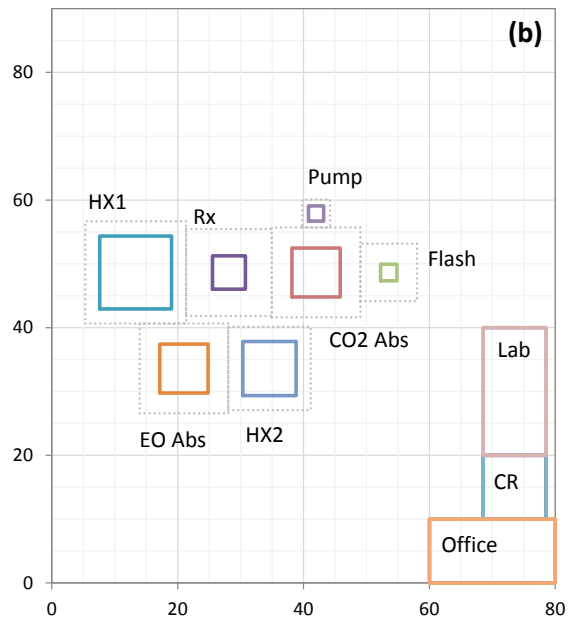 (b)
80
Pump
60
HX1
Rx
Flash
40
CO2 Abs
Lab
EO Abs
HX2
20
CR
Office
0
0
20
40
60
80